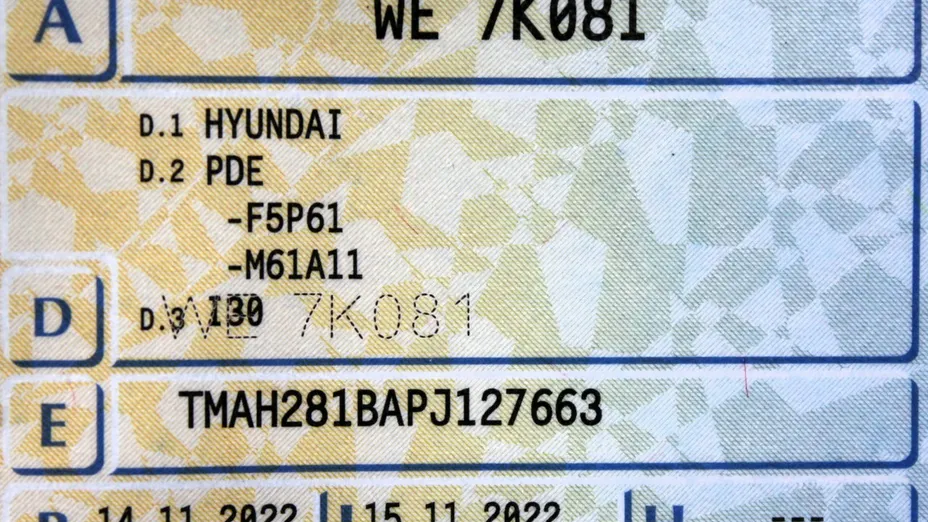 A WE 7K081
D.1 HYUNDAI
D.2 PDE
-F5P61
-M61A11
D D.3 I30
WE 7K081
E TMAH281BAPJ127663
B 14.11.2022 I 15.11.2022 H ---